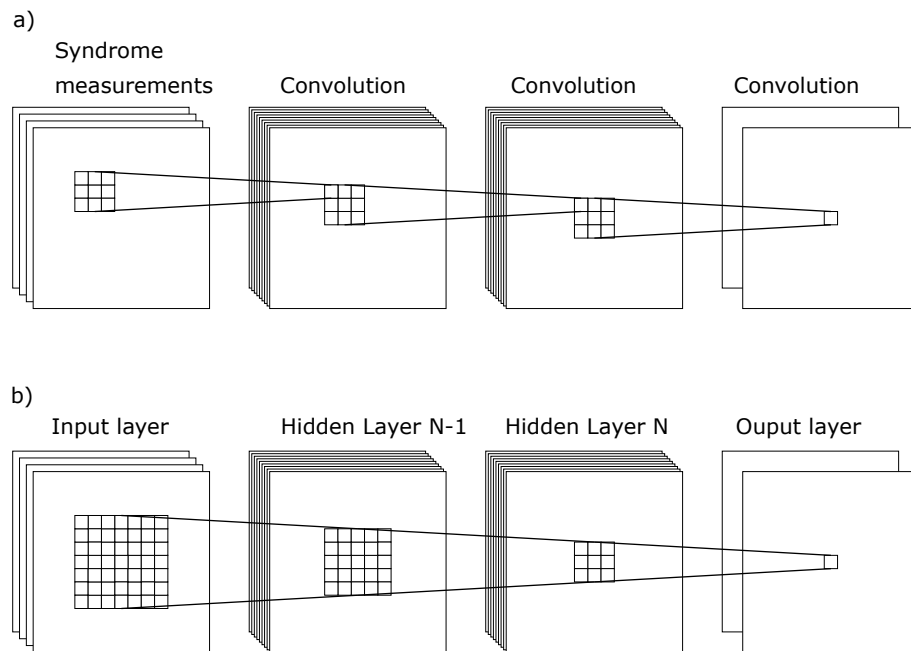 a)
Syndrome
measurements Convolution Convolution Convolution
b)
Input layer Hidden Layer N-1 Hidden Layer N Ouput layer